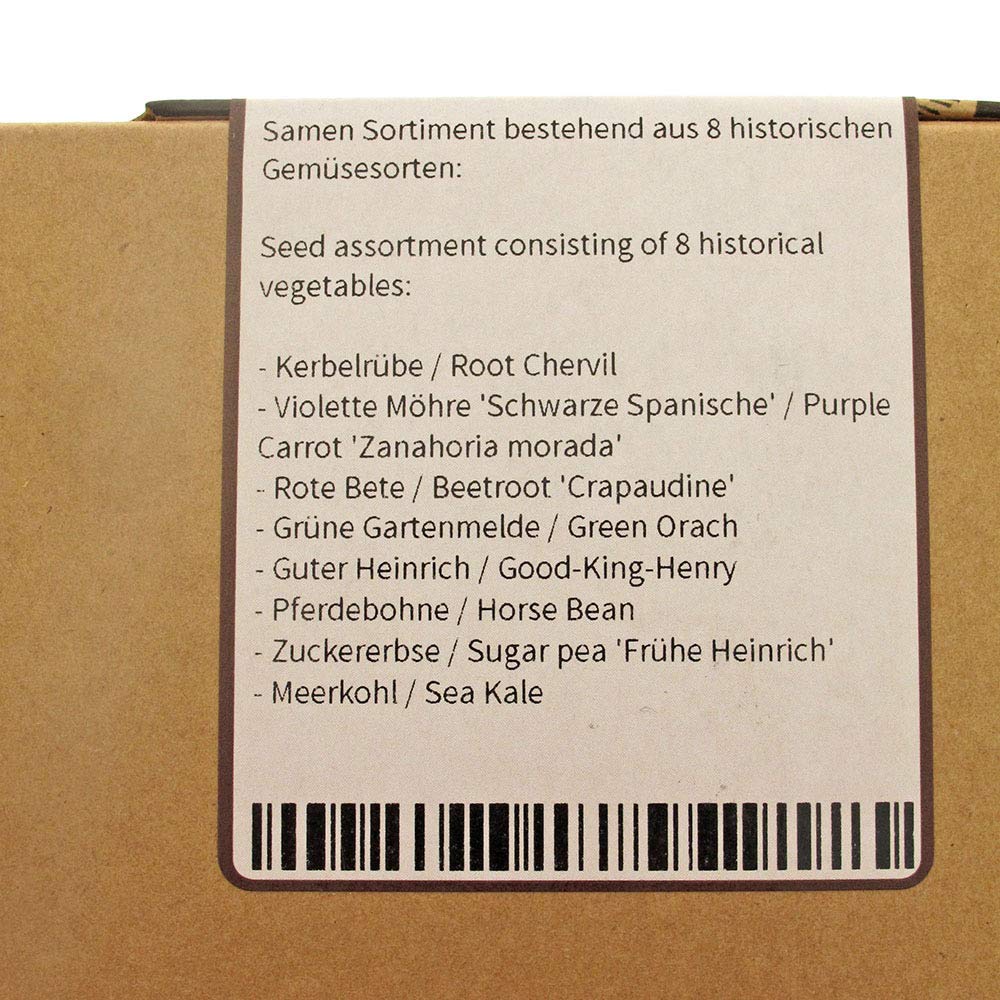 Samen Sortiment bestehend aus 8 historischen
Gemüsesorten:
Seed assortment consisting of 8 historical
vegetables:
- Kerbelrübe / Root Chervil
- Violette Möhre 'Schwarze Spanische' / Purple
Carrot 'Zanahoria morada'
- Rote Bete / Beetroot 'Crapaudine'
- Grüne Gartenmelde / Green Orach
- Guter Heinrich / Good-King-Henry
- Pferdebohne / Horse Bean
- Zuckererbse / Sugar pea 'Frühe Heinrich'
- Meerkohl / Sea Kale